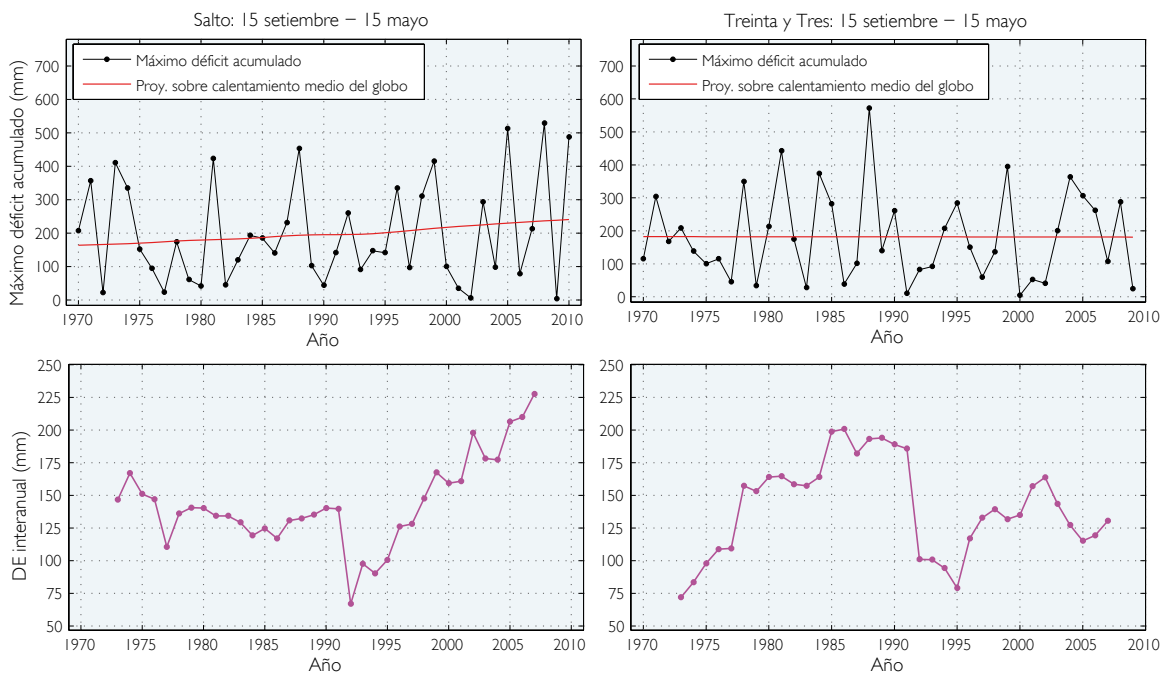 Salto: 15 setiembre − 15 mayo
Máximo déficit acumulado (mm)
700
600
500
400
300
200
100
0
Máximo déficit acumulado
Proy. sobre calentamiento medio del globo
1970 1975 1980 1985 1990 1995 2000 2005 2010
Año
Treinta y Tres: 15 setiembre − 15 mayo
700
600
500
400
300
200
100
0
Máximo déficit acumulado
Proy. sobre calentamiento medio del globo
1970 1975 1980 1985 1990 1995 2000 2005 2010
Año
DE interanual (mm)
250
225
200
175
150
125
100
75
50
1970 1975 1980 1985 1990 1995 2000 2005 2010
Año
250
225
200
175
150
125
100
75
50
1970 1975 1980 1985 1990 1995 2000 2005 2010
Año